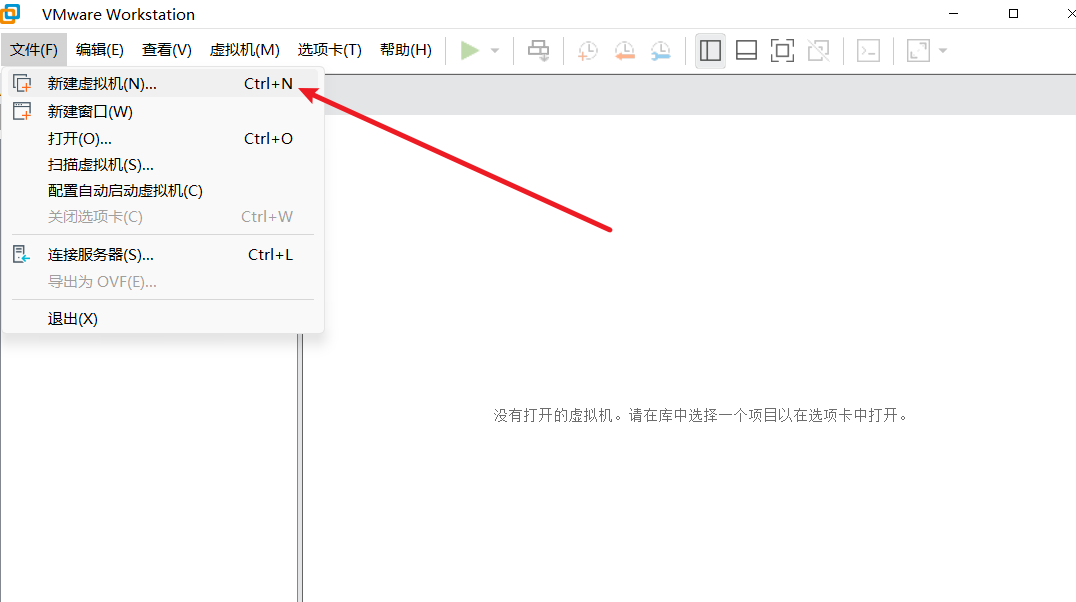 VMware Workstation
文件(F) 编辑(E) 查看(V) 虚拟机(M) 选项卡(T) 帮助(H)
新建虚拟机(N)... Ctrl+N
新建窗口(W)
打开(O)... Ctrl+O
扫描虚拟机(S)...
配置自动启动虚拟机(C)
关闭选项卡(C) Ctrl+W
连接服务器(S)... Ctrl+L
导出为 OVF(E)...
退出(X)
没有打开的虚拟机。请在库中选择一个项目以在选项卡中打开。